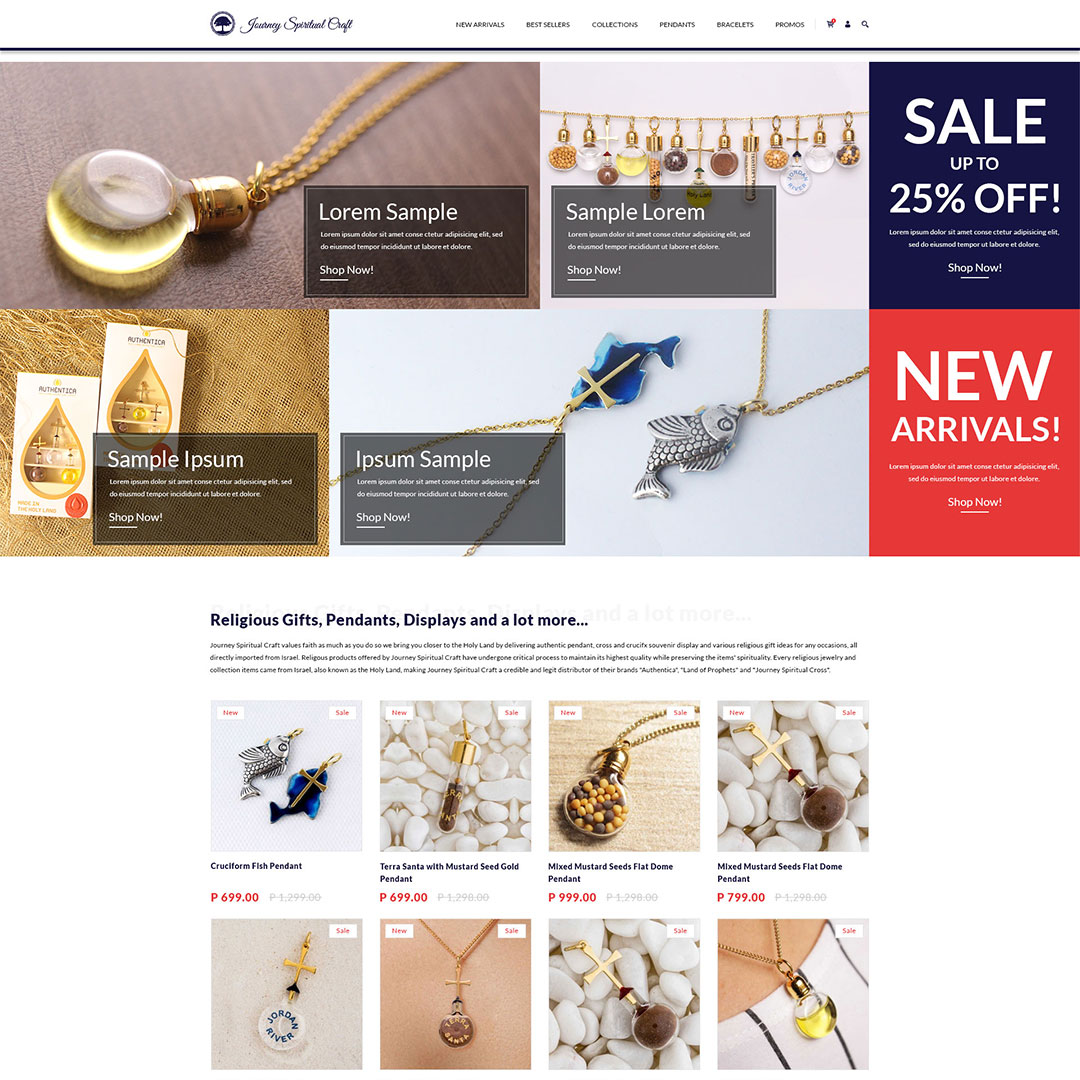 Journey Spiritual Craft
NEW ARRIVALS BEST SELLERS COLLECTIONS PENDANTS BRACELETS PROMOS
Lorem Sample
Lorem ipsum dolor sit amet conse ctetur adipisicing elit, sed
do eiusmod tempor incididunt ut labore et dolore.
Shop Now!
JORDAN
RIVER
Sample Lorem
Lorem ipsum dolor sit amet conse ctetur adipisicing elit, sed
do eiusmod tempor incididunt ut labore et dolore.
Shop Now!
SALE
UP TO
25% OFF!
Lorem ipsum dolor sit amet conse ctetur adipisicing elit,
sed do eiusmod tempor ut labore et dolore.
Shop Now!
AUTHENTICA
AUTHENTICA
MADE IN
THE HOLY LAND
Sample Ipsum
Lorem ipsum dolor sit amet conse ctetur adipisicing elit, sed
do eiusmod tempor incididunt ut labore et dolore.
Shop Now!
Ipsum Sample
Lorem ipsum dolor sit amet conse ctetur adipisicing elit, sed
do eiusmod tempor incididunt ut labore et dolore.
Shop Now!
NEW
ARRIVALS!
Lorem ipsum dolor sit amet conse ctetur adipisicing elit,
sed do eiusmod tempor ut labore et dolore.
Shop Now!
Religious Gifts, Pendants, Displays and a lot more...
Religious Gifts, Pendants, Displays and a lot more...
Journey Spiritual Craft values faith as much as you do so we bring you closer to the Holy Land by delivering authentic pendant, cross and crucifx souvenir display and various religious gift ideas for any occasions, all
directly imported from Israel. Religous products offered by Journey Spiritual Craft have undergone critical process to maintain its highest quality while preserving the items' spirituality. Every religious jewelry and
collection items came from Israel, also known as the Holy Land, making Journey Spiritual Craft a credible and legit distributor of their brands "Authentica", "Land of Prophets" and "Journey Spiritual Cross".
New Sale
New Sale
New Sale
New Sale
Cruciform Fish Pendant
Terra Santa with Mustard Seed Gold
Pendant
Mixed Mustard Seeds Flat Dome
Pendant
Mixed Mustard Seeds Flat Dome
Pendant
P 699.00 P 1,299.00
P 699.00 P 1,298.00
P 999.00 P 1,298.00
P 799.00 P 1,298.00
Sale
New Sale
Sale
Sale
JORDAN
RIVER
TERRA
SANTA